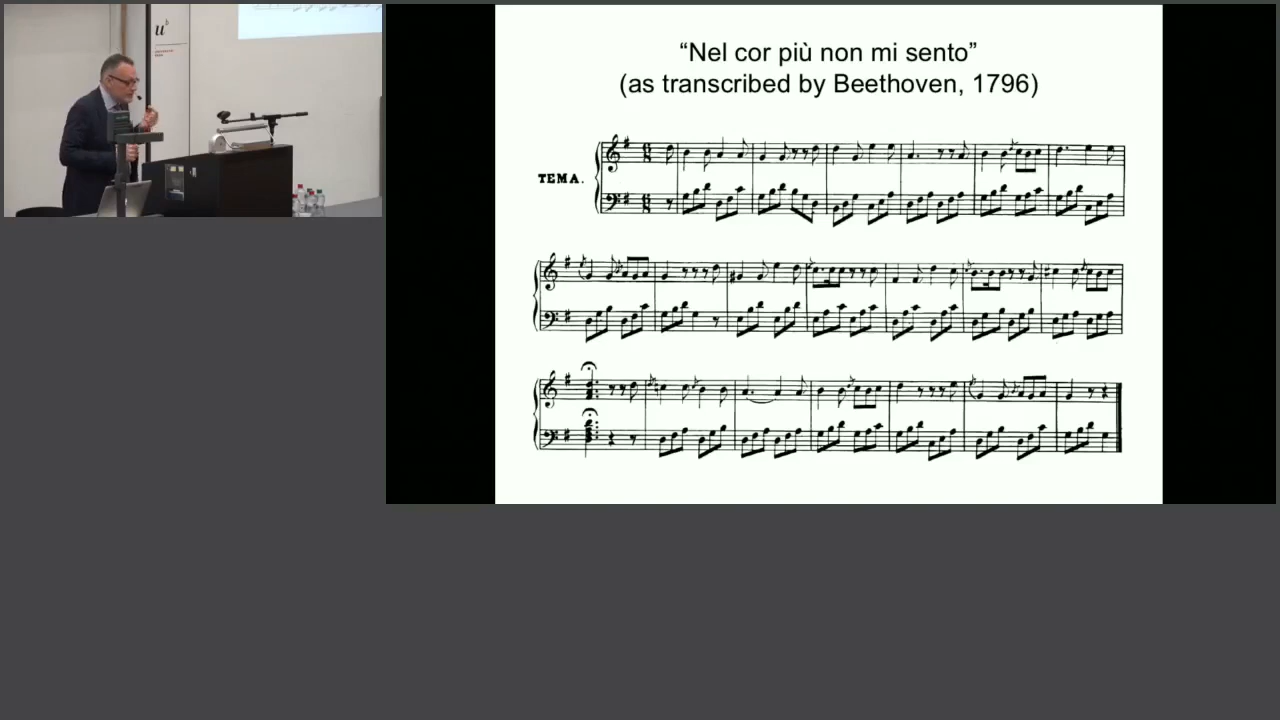 u^b
“Nel cor più non mi sento”
(as transcribed by Beethoven, 1796)
TEMA.